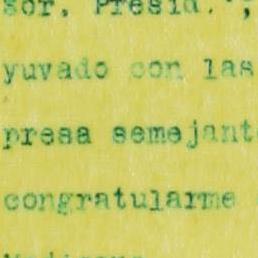 sor. Presid.
yuvado con las
presa semejant
congratularme